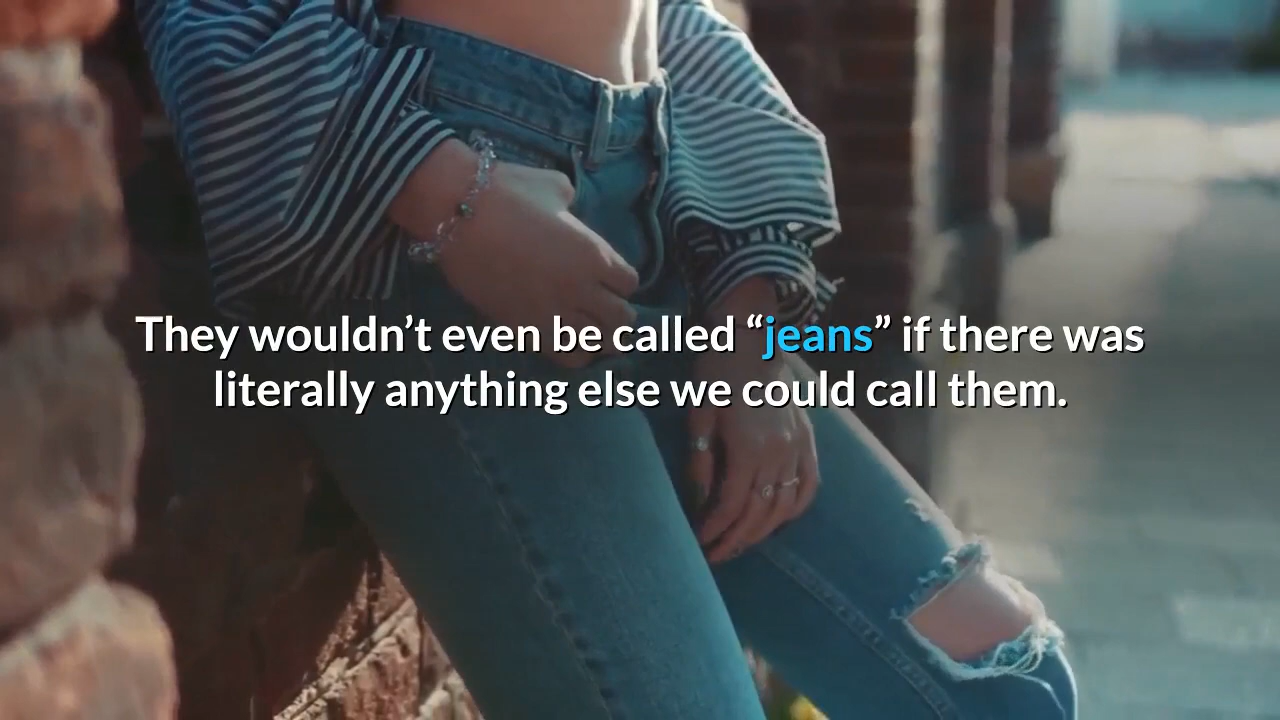 They wouldn’t even be called “jeans” if there was
literally anything else we could call them.